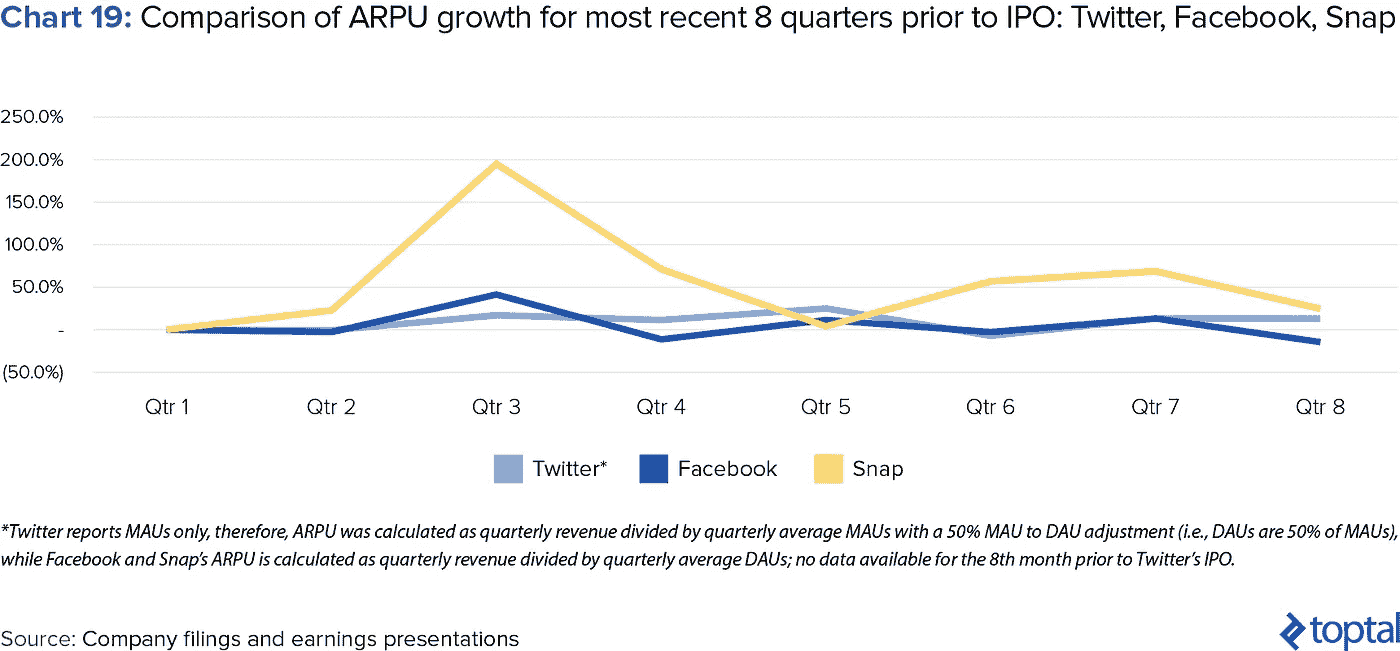 Chart 19: Comparison of ARPU growth for most recent 8 quarters prior to IPO: Twitter, Facebook, Snap
250.0%
200.0%
150.0%
100.0%
50.0%
-
(50.0%)
Qtr 1 Qtr 2 Qtr 3 Qtr 4 Qtr 5 Qtr 6 Qtr 7 Qtr 8
Twitter* Facebook Snap
*Twitter reports MAUs only, therefore, ARPU was calculated as quarterly revenue divided by quarterly average MAUs with a 50% MAU to DAU adjustment (i.e., DAUs are 50% of MAUs),
while Facebook and Snap's ARPU is calculated as quarterly revenue divided by quarterly average DAUs; no data available for the 8th month prior to Twitter's IPO.
Source: Company filings and earnings presentations
toptal